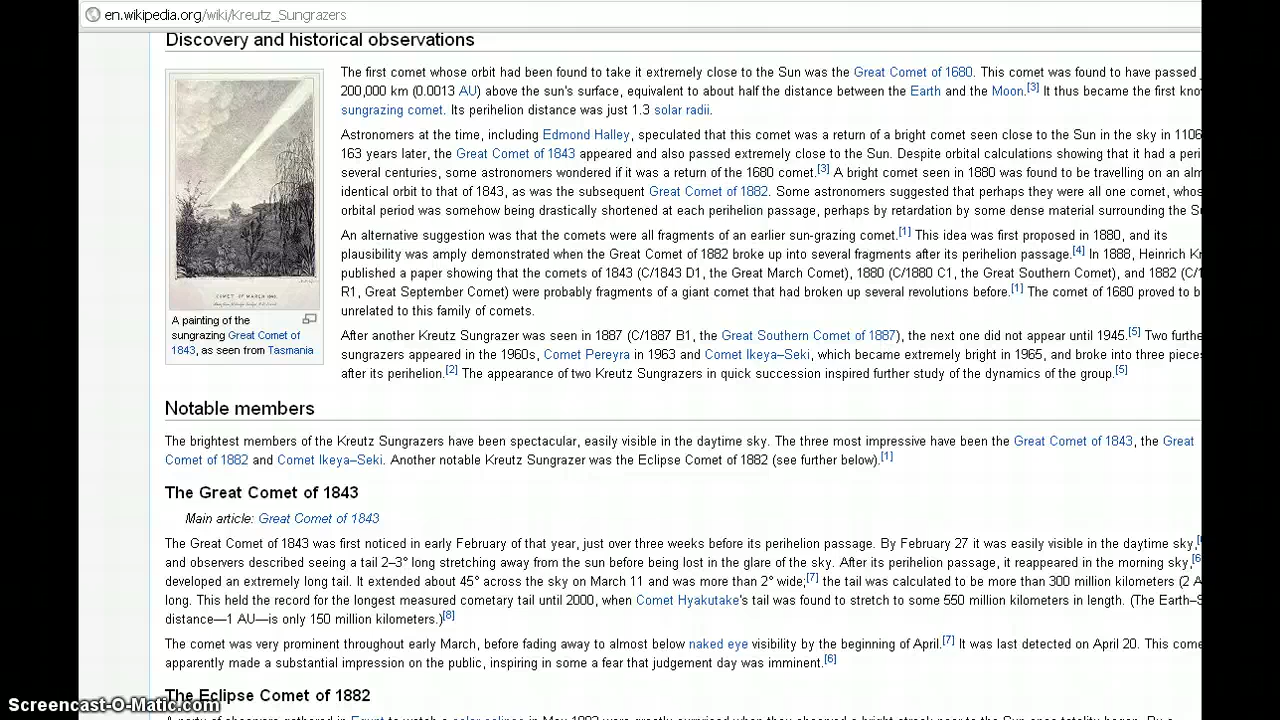 en.wikipedia.org/wiki/Kreutz_Sungrazers
Discovery and historical observations
The first comet whose orbit had been found to take it extremely close to the Sun was the Great Comet of 1680. This comet was found to have passed
200,000 km (0.0013 AU) above the sun's surface, equivalent to about half the distance between the Earth and the Moon.[3] It thus became the first
sungrazing comet. Its perihelion distance was just 1.3 solar radii.
Astronomers at the time, including Edmond Halley, speculated that this comet was a return of a bright comet seen close to the Sun in the sky in 1106
163 years later, the Great Comet of 1843 appeared and also passed extremely close to the Sun. Despite orbital calculations showing that it had a
several centuries, some astronomers wondered if it was a return of the 1680 comet.[3] A bright comet seen in 1880 was found to be travelling on an
identical orbit to that of 1843, as was the subsequent Great Comet of 1882. Some astronomers suggested that perhaps they were all one comet,
orbital period was somehow being drastically shortened at each perihelion passage, perhaps by retardation by some dense material surrounding the
An alternative suggestion was that the comets were all fragments of an earlier sun-grazing comet.[1] This idea was first proposed in 1880, and its
plausibility was amply demonstrated when the Great Comet of 1882 broke up into several fragments after its perihelion passage.[4] In 1888, Heinrich
published a paper showing that the comets of 1843 (C/1843 D1, the Great March Comet), 1880 (C/1880 C1, the Great Southern Comet), and 1882 (C/1
R1, Great September Comet) were probably fragments of a giant comet that had broken up several revolutions before.[1] The comet of 1680 proved to
unrelated to this family of comets.
After another Kreutz Sungrazer was seen in 1887 (C/1887 B1, the Great Southern Comet of 1887), the next one did not appear until 1945.[5] Two
sungrazers appeared in the 1960s, Comet Pereyra in 1963 and Comet Ikeya–Seki, which became extremely bright in 1965, and broke into three
after its perihelion.[2] The appearance of two Kreutz Sungrazers in quick succession inspired further study of the dynamics of the group.[5]
COMET OF MARCH 1843.
A painting of the
sungrazing Great Comet of
1843, as seen from Tasmania
Notable members
The brightest members of the Kreutz Sungrazers have been spectacular, easily visible in the daytime sky. The three most impressive have been the Great Comet of 1843, the Great
Comet of 1882 and Comet Ikeya–Seki. Another notable Kreutz Sungrazer was the Eclipse Comet of 1882 (see further below).[1]
The Great Comet of 1843
Main article: Great Comet of 1843
The Great Comet of 1843 was first noticed in early February of that year, just over three weeks before its perihelion passage. By February 27 it was easily visible in the daytime sky,
and observers described seeing a tail 2–3° long stretching away from the sun before being lost in the glare of the sky. After its perihelion passage, it reappeared in the morning sky,[6
developed an extremely long tail. It extended about 45° across the sky on March 11 and was more than 2° wide;[7] the tail was calculated to be more than 300 million kilometers (2 A
long. This held the record for the longest measured cometary tail until 2000, when Comet Hyakutake's tail was found to stretch to some 550 million kilometers in length. (The Earth–S
distance—1 AU—is only 150 million kilometers.)[8]
The comet was very prominent throughout early March, before fading away to almost below naked eye visibility by the beginning of April.[7] It was last detected on April 20. This
apparently made a substantial impression on the public, inspiring in some a fear that judgement day was imminent.[6]
The Eclipse Comet of 1882
Screencast-O-Matic.com